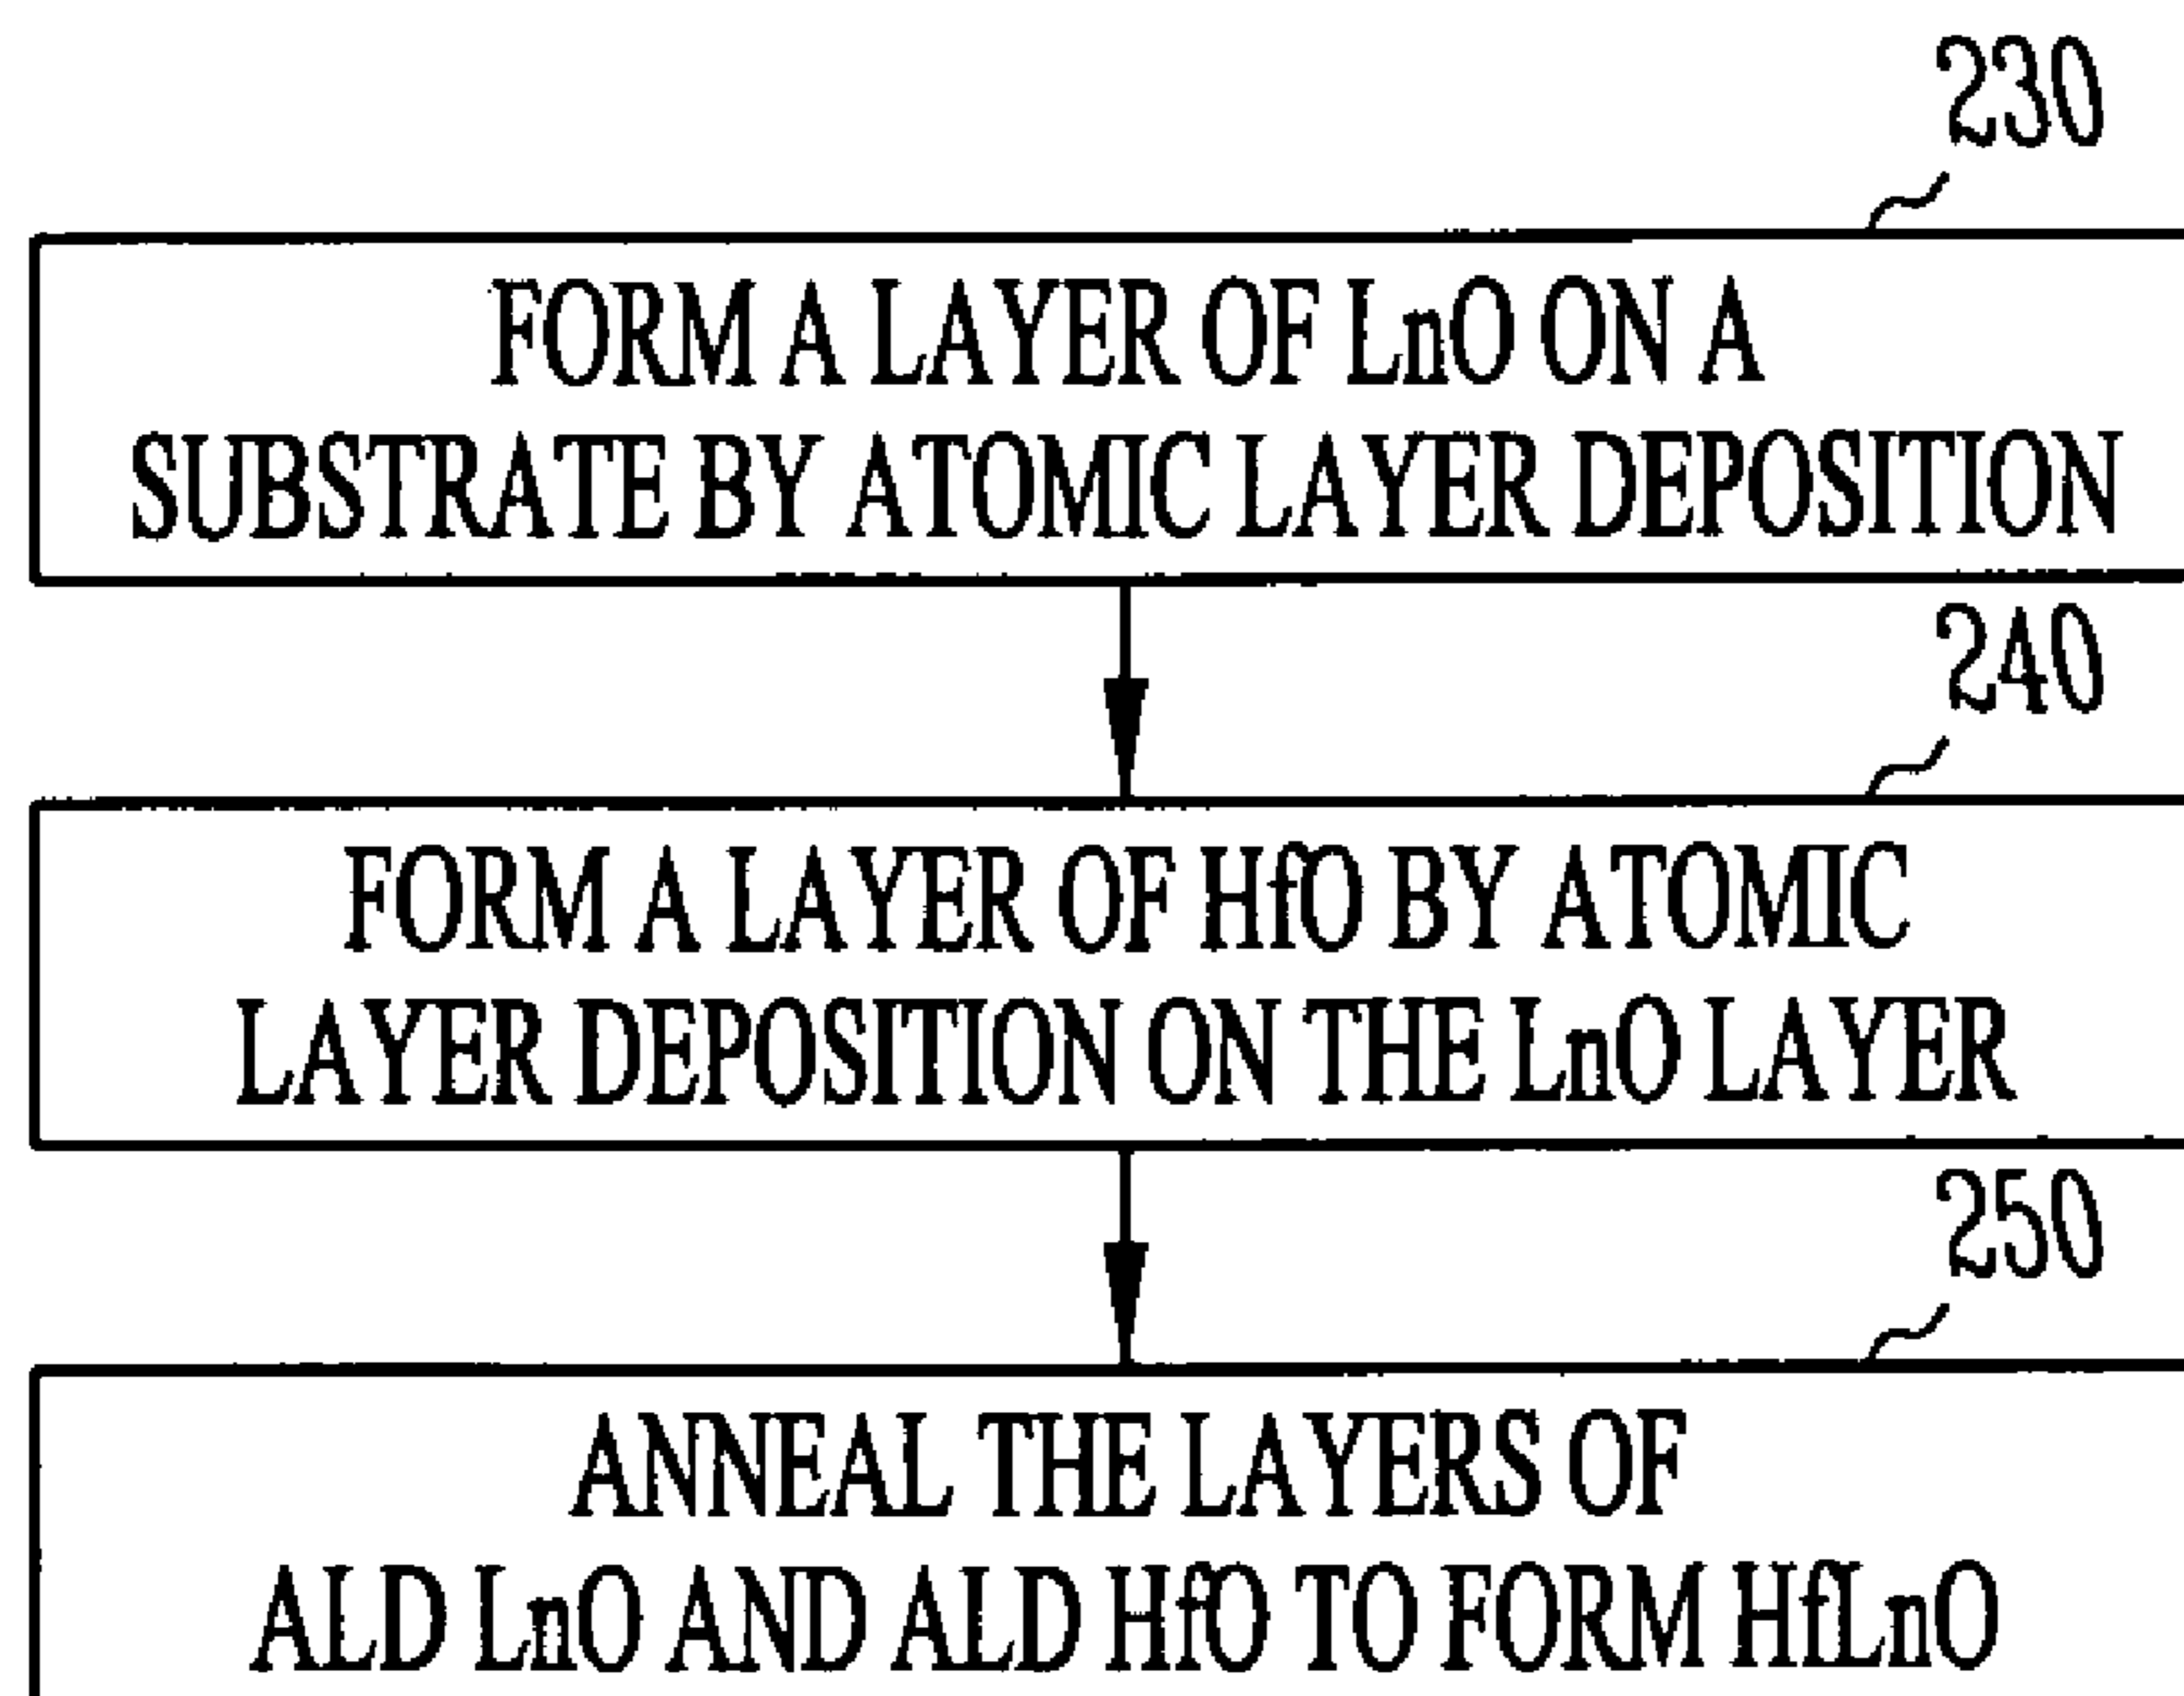 230
FORM A LAYER OF LnO ON A
SUBSTRATE BY ATOMIC LAYER DEPOSITION
240
FORM A LAYER OF HfO BY ATOMIC
LAYER DEPOSITION ON THE LnO LAYER
250
ANNEAL THE LAYERS OF
ALD LnO AND ALD HfO TO FORM HfLnO